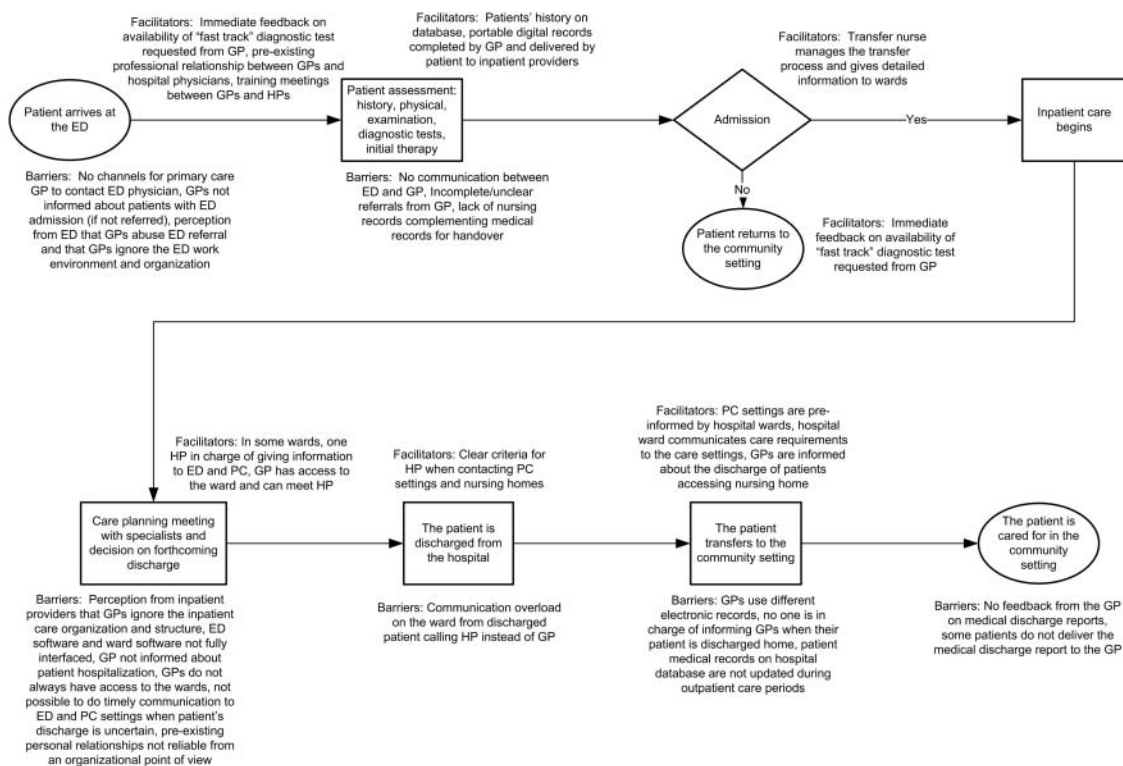 Facilitators:  Immediate feedback on
availability of “fast track” diagnostic test
requested from GP, pre-existing
professional relationship between GPs and
hospital physicians, training meetings
between GPs and HPs
Facilitators:  Patients’ history on
database, portable digital records
completed by GP and delivered by
patient to inpatient providers
Facilitators:  Transfer nurse
manages the transfer
process and gives detailed
information to wards
Patient arrives at
the ED
Patient assessment:
history, physical,
examination,
diagnostic tests,
initial therapy
Admission
Yes
Inpatient care
begins
Barriers:  No channels for primary care
GP to contact ED physician, GPs not
informed about patients with ED
admission (if not referred), perception
from ED that GPs abuse ED referral
and that GPs ignore the ED work
environment and organization
Barriers:  No communication between
ED and GP, Incomplete/unclear
referrals from GP, lack of nursing
records complementing medical
records for handover
No
Patient returns to
the community
setting
Facilitators:  Immediate
feedback on availability of
“fast track” diagnostic test
requested from GP
Facilitators: In some wards, one
HP in charge of giving information
to ED and PC, GP has access to
the ward and can meet HP
Facilitators: Clear criteria for
HP when contacting PC
settings and nursing homes
Facilitators: PC settings are pre-
informed by hospital wards, hospital
ward communicates care requirements
to the care settings, GPs are informed
about the discharge of patients
accessing nursing home
Care planning meeting
with specialists and
decision on forthcoming
discharge
The patient is
discharged from
the hospital
The patient
transfers to the
community setting
The patient is
cared for in the
community
setting
Barriers:  Perception from inpatient
providers that GPs ignore the inpatient
care organization and structure, ED
software and ward software not fully
interfaced, GP not informed about
patient hospitalization, GPs do not
always have access to the wards, not
possible to do timely communication to
ED and PC settings when patient’s
discharge is uncertain, pre-existing
personal relationships not reliable from
an organizational point of view
Barriers: Communication overload
on the ward from discharged
patient calling HP instead of GP
Barriers: GPs use different
electronic records, no one is in
charge of informing GPs when their
patient is discharged home, patient
medical records on hospital
database are not updated during
outpatient care periods
Barriers: No feedback from the GP
on medical discharge reports,
some patients do not deliver the
medical discharge report to the GP